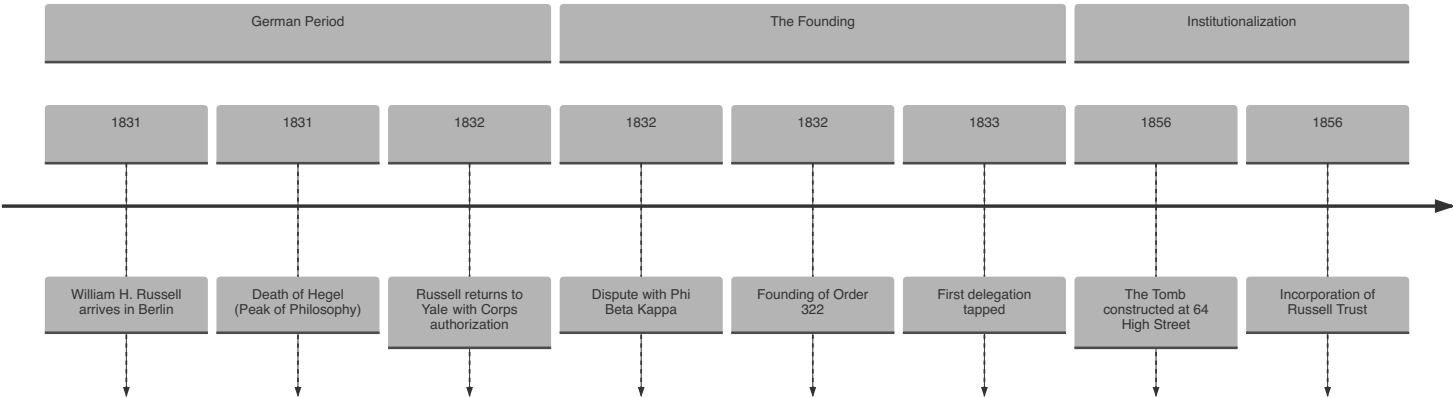 German Period
The Founding
Institutionalization
1831
1831
1832
1832
1832
1833
1856
1856
William H. Russell
arrives in Berlin
Death of Hegel
(Peak of Philosophy)
Russell returns to
Yale with Corps
authorization
Dispute with Phi
Beta Kappa
Founding of Order
322
First delegation
tapped
The Tomb
constructed at 64
High Street
Incorporation of
Russell Trust